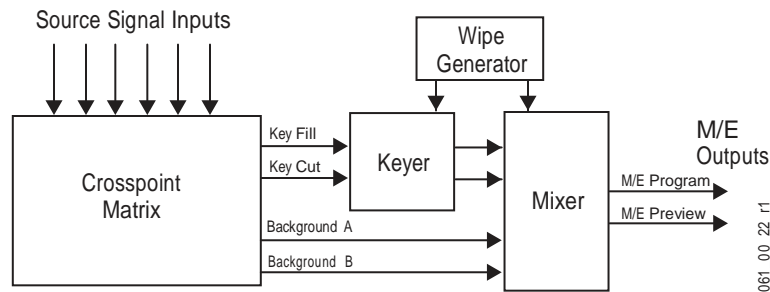 Source Signal Inputs
Wipe
Generator
Crosspoint
Matrix
Key Fill
Key Cut
Background A
Background B
Keyer
Mixer
M/E
Outputs
M/E Program
M/E Preview
061 00 22 r1